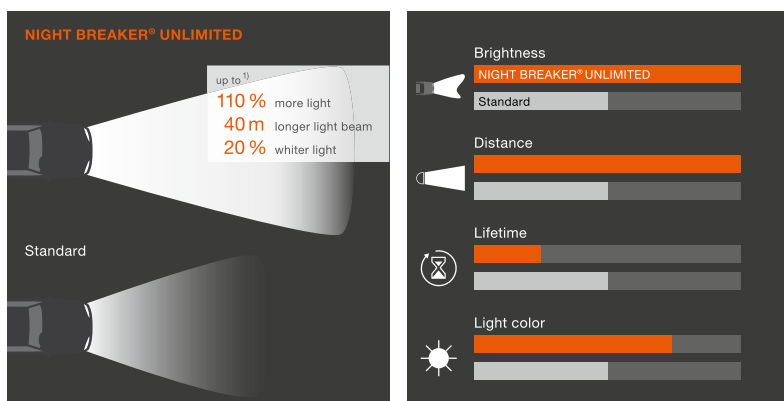 NIGHT BREAKER® UNLIMITED
up to 1)
110 % more light
40 m longer light beam
20 % whiter light
Standard
Brightness
NIGHT BREAKER® UNLIMITED
Standard
Distance
Lifetime
Light color